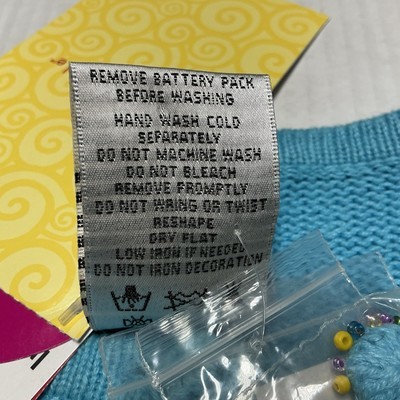 REMOVE BATTERY PACK
BEFORE WASHING
HAND WASH COLD
SEPARATELY
DO NOT MACHINE WASH
DO NOT BLEACH
REMOVE PROMPTLY
DO NOT WRING OR TWIST
RESHAPE
DRY FLAT
LOW IRON IF NEEDED
DO NOT IRON DECORATION